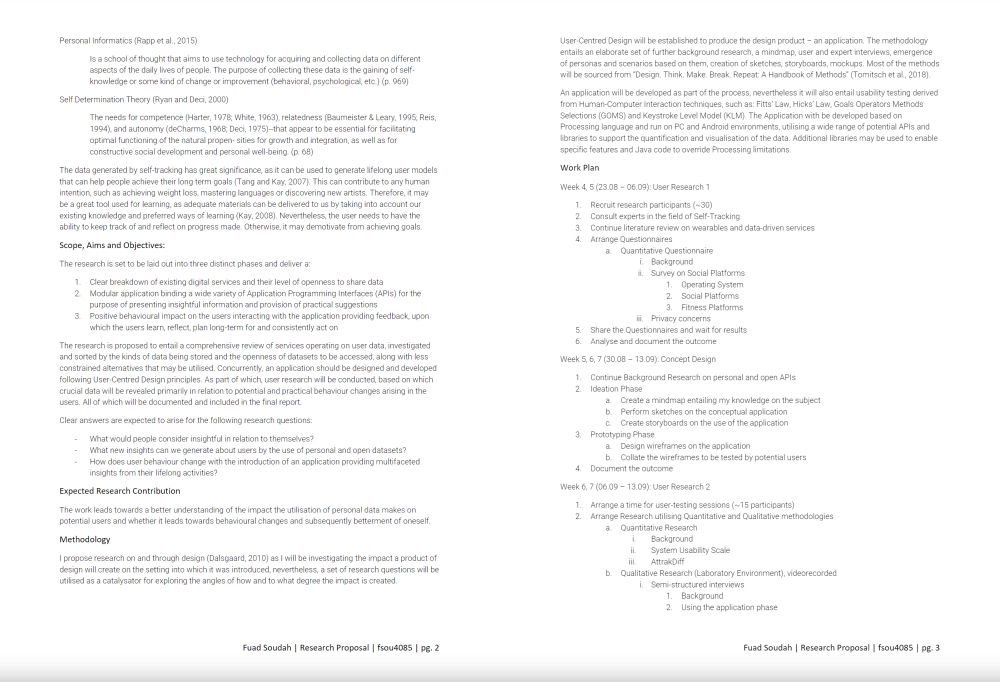 Personal Informatics (Rapp et al., 2015)
Is a school of thought that aims to use technology for acquiring and collecting data on different
aspects of the daily lives of people. The purpose of collecting these data is the gaining of self-
knowledge or some kind of change or improvement (behavioral, psychological, etc.) (p. 969)
Self Determination Theory (Ryan and Deci, 2000)
The needs for competence (Harter, 1978; White, 1963), relatedness (Baumeister & Leary, 1995; Reis,
1994), and autonomy (deCharms, 1968; Deci, 1975)--that appear to be essential for facilitating
optimal functioning of the natural propen- sities for growth and integration, as well as for
constructive social development and personal well-being. (p. 68)
The data generated by self-tracking has great significance, as it can be used to generate lifelong user models
that can help people achieve their long term goals (Tang and Kay, 2007). This can contribute to any human
intention, such as achieving weight loss, mastering languages or discovering new artists. Therefore, it may
be a great tool used for learning, as adequate materials can be delivered to us by taking into account our
existing knowledge and preferred ways of learning (Kay, 2008). Nevertheless, the user needs to have the
ability to keep track of and reflect on progress made. Otherwise, it may demotivate from achieving goals.
Scope, Aims and Objectives:
The research is set to be laid out into three distinct phases and deliver a:
1. Clear breakdown of existing digital services and their level of openness to share data
2. Modular application binding a wide variety of Application Programming Interfaces (APIs) for the
purpose of presenting insightful information and provision of practical suggestions
3. Positive behavioural impact on the users interacting with the application providing feedback, upon
which the users learn, reflect, plan long-term for and consistently act on
The research is proposed to entail a comprehensive review of services operating on user data, investigated
and sorted by the kinds of data being stored and the openness of datasets to be accessed, along with less
constrained alternatives that may be utilised. Concurrently, an application should be designed and developed
following User-Centred Design principles. As part of which, user research will be conducted, based on which
crucial data will be revealed primarily in relation to potential and practical behaviour changes arising in the
users. All of which will be documented and included in the final report.
Clear answers are expected to arise for the following research questions:
- What would people consider insightful in relation to themselves?
- What new insights can we generate about users by the use of personal and open datasets?
- How does user behaviour change with the introduction of an application providing multifaceted
insights from their lifelong activities?
Expected Research Contribution
The work leads towards a better understanding of the impact the utilisation of personal data makes on
potential users and whether it leads towards behavioural changes and subsequently betterment of oneself.
Methodology
I propose research on and through design (Dalsgaard, 2010) as I will be investigating the impact a product of
design will create on the setting into which it was introduced, nevertheless, a set of research questions will be
utilised as a catalysator for exploring the angles of how and to what degree the impact is created.
Fuad Soudah | Research Proposal | fsou4085 | pg. 2
User-Centred Design will be established to produce the design product – an application. The methodology
entails an elaborate set of further background research, a mindmap, user and expert interviews, emergence
of personas and scenarios based on them, creation of sketches, storyboards, mockups. Most of the methods
will be sourced from “Design. Think. Make. Break. Repeat: A Handbook of Methods” (Tomitsch et al., 2018).
An application will be developed as part of the process, nevertheless it will also entail usability testing derived
from Human-Computer Interaction techniques, such as: Fitts’ Law, Hicks’ Law, Goals Operators Methods
Selections (GOMS) and Keystroke Level Model (KLM). The Application with be developed based on
Processing language and run on PC and Android environments, utilising a wide range of potential APIs and
libraries to support the quantification and visualisation of the data. Additional libraries may be used to enable
specific features and Java code to override Processing limitations.
Work Plan
Week 4, 5 (23.08 – 06.09): User Research 1
1. Recruit research participants (~30)
2. Consult experts in the field of Self-Tracking
3. Continue literature review on wearables and data-driven services
4. Arrange Questionnaires
a. Quantitative Questionnaire
i. Background
ii. Survey on Social Platforms
1. Operating System
2. Social Platforms
3. Fitness Platforms
iii. Privacy concerns
5. Share the Questionnaires and wait for results
6. Analyse and document the outcome
Week 5, 6, 7 (30.08 – 13.09): Concept Design
1. Continue Background Research on personal and open APIs
2. Ideation Phase
a. Create a mindmap entailing my knowledge on the subject
b. Perform sketches on the conceptual application
c. Create storyboards on the use of the application
3. Prototyping Phase
a. Design wireframes on the application
b. Collate the wireframes to be tested by potential users
4. Document the outcome
Week 6, 7 (06.09 – 13.09): User Research 2
1. Arrange a time for user-testing sessions (~15 participants)
2. Arrange Research utilising Quantitative and Qualitative methodologies
a. Quantitative Research
i. Background
ii. System Usability Scale
iii. AttrakDiff
b. Qualitative Research (Laboratory Environment), videorecorded
i. Semi-structured interviews
1. Background
2. Using the application phase
Fuad Soudah | Research Proposal | fsou4085 | pg. 3